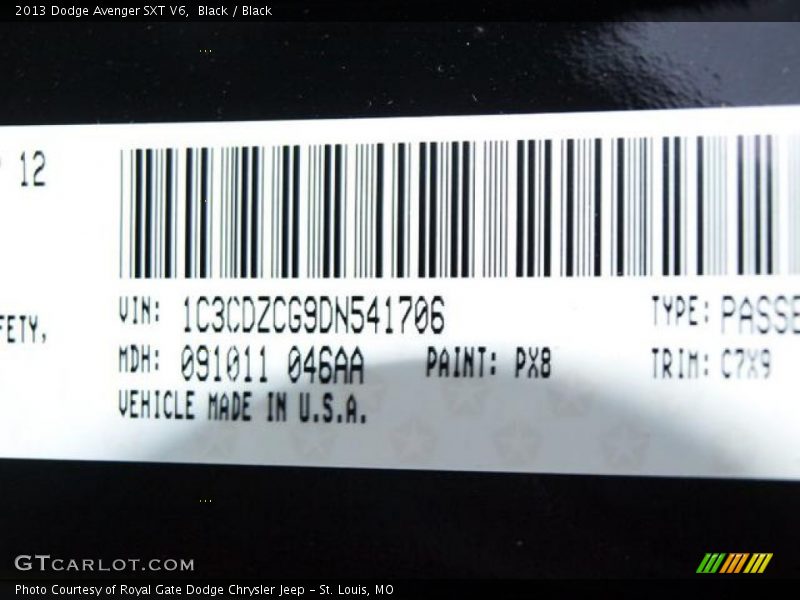 2013 Dodge Avenger SXT V6,  Black / Black
12
VIN: 1C3CDZCG9DN541706
TYPE: PASSE
FETY,
MDH: 091011 046AA
PAINT: PX8
TRIM: C7X9
VEHICLE MADE IN U.S.A.
GTCARLOT.COM
Photo Courtesy of Royal Gate Dodge Chrysler Jeep - St. Louis, MO